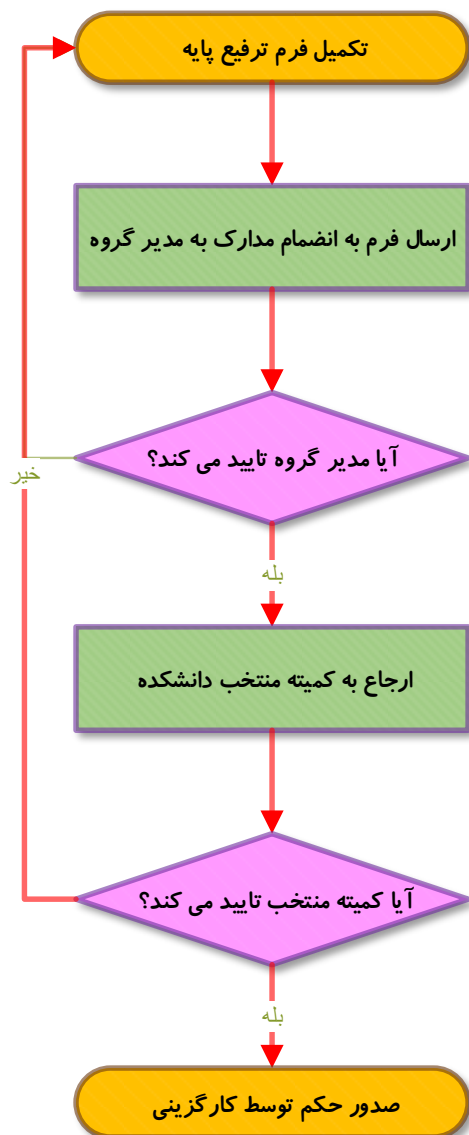 تکمیل فرم ترفیع پایه
ارسال فرم به انضمام مدارک به مدیر گروه
آیا مدیر گروه تایید می کند؟
خیر
بله
ارجاع به کمیته منتخب دانشکده
آیا کمیته منتخب تایید می کند؟
بله
صدور حکم توسط کارگزینی